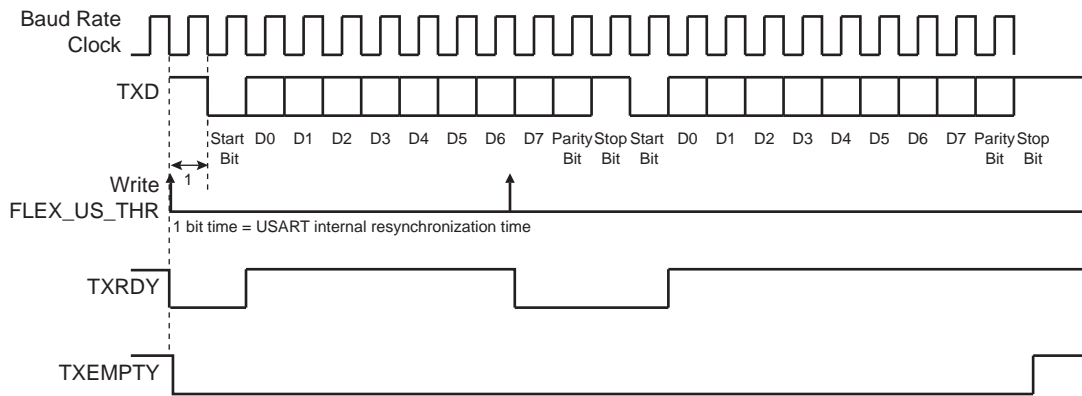 Baud Rate
Clock
TXD
Start D0 D1 D2 D3 D4 D5 D6 D7 Parity Stop Start D0 D1 D2 D3 D4 D5 D6 D7 Parity Stop
Bit Bit Bit Bit Bit Bit
1
Write
FLEX_US_THR
1 bit time = USART internal resynchronization time
TXRDY
TXEMPTY